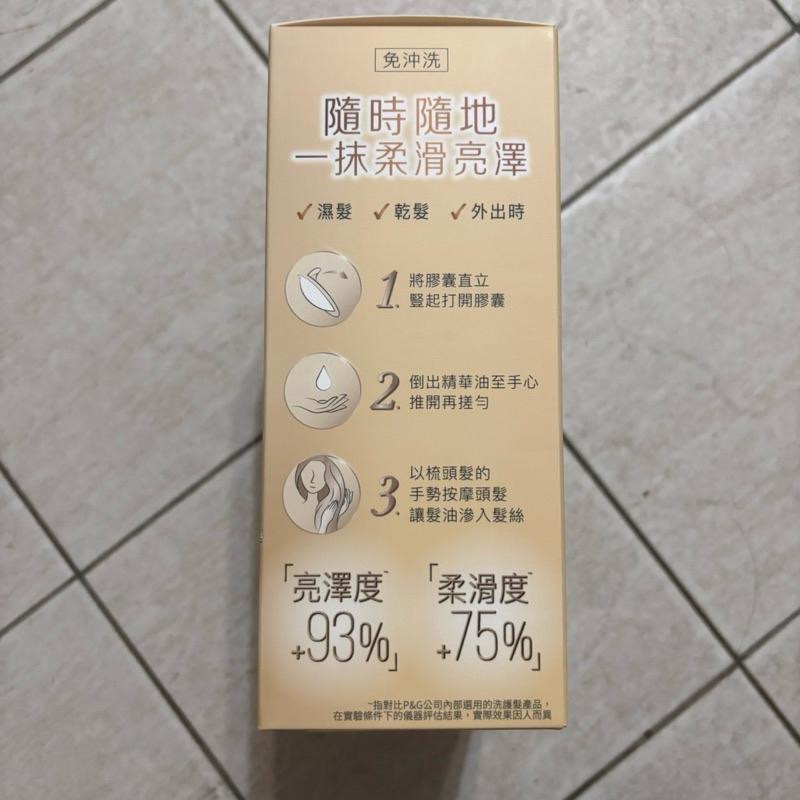 免沖洗
隨時隨地
一抹柔滑亮澤
✓濕髮 ✓乾髮 ✓外出時
1. 將膠囊直立
豎起打開膠囊
2. 倒出精華油至手心
推開再搓勻
3. 以梳頭髮的
手勢按摩頭髮
讓髮油滲入髮絲
「亮澤度~
+93%」
「柔滑度~
+75%」
~指對比P&G公司內部選用的洗護髮產品，
在實驗條件下的儀器評估結果，實際效果因人而異